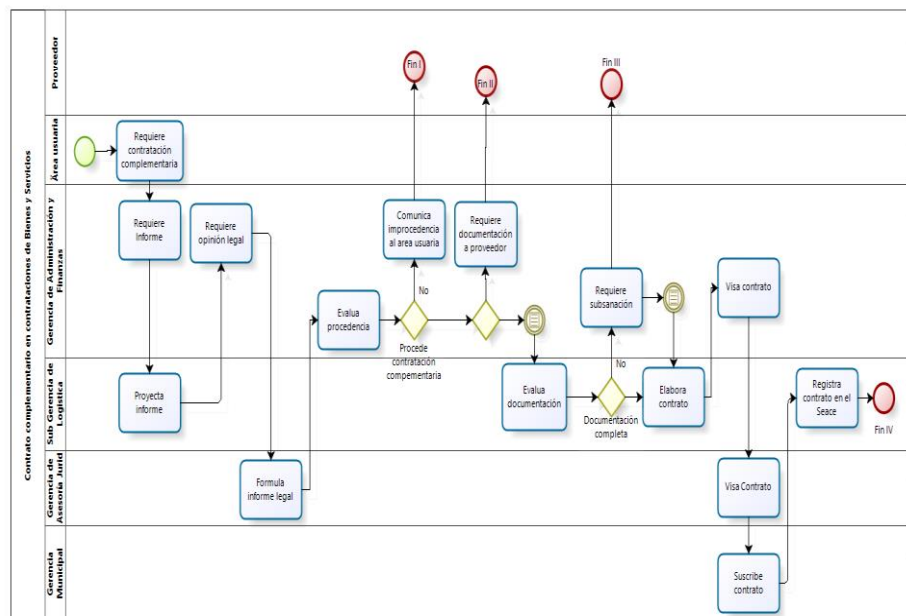 Contrato complementario en contrataciones de Bienes y Servicios
Proveedor
Fin I
Fin II
Fin III
Área usuaria
Requiere
contratación
complementaria
Gerencia de Administración y
Finanzas
Requiere
Informe
Requiere
opinión legal
Evalua
procedencia
Comunica
improcedencia
al area usuaria
No
Procede
contratación
compementaria
Requiere
documentación
a proveedor
Requiere
subsanación
Visa contrato
Sub Gerencia de
Logística
Proyecta
informe
Evalua
documentación
No
Documentación
completa
Elabora
contrato
Registra
contrato en el
Seace
Fin IV
Gerencia de
Asesoría Jurid
Formula
informe legal
Visa Contrato
Gerencia
Municipal
Suscribe
contrato